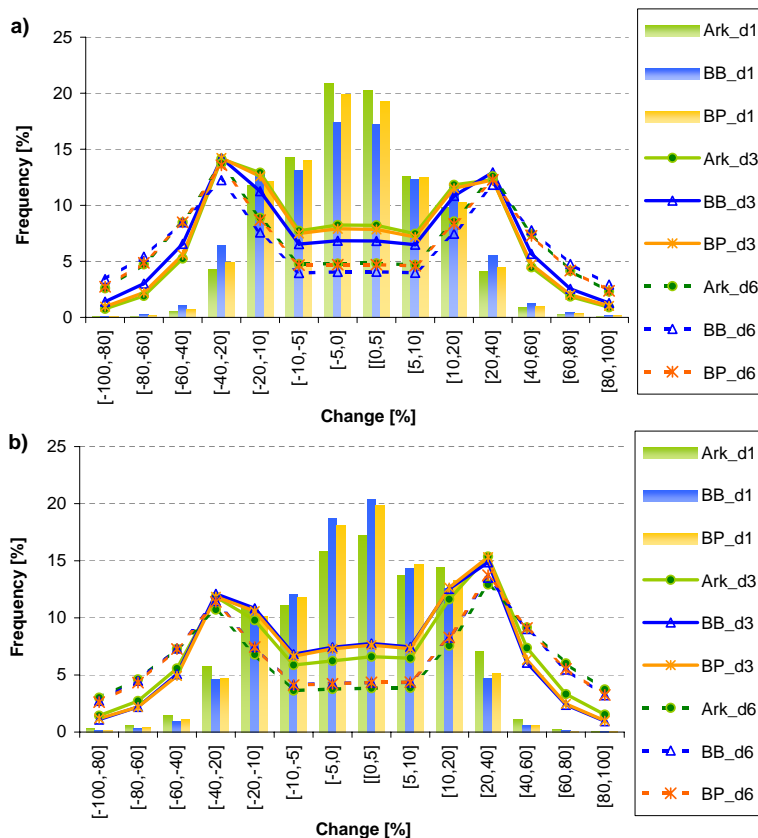 a)
Frequency [%]
25
20
15
10
5
0
[-100,-80]
[-80,-60]
[-60,-40]
[-40,-20]
[-20,-10]
[-10,-5]
[-5,0]
[[0,5]
[5,10]
[10,20]
[20,40]
[40,60]
[60,80]
[80,100]
Change [%]
Ark_d1
BB_d1
BP_d1
Ark_d3
BB_d3
BP_d3
Ark_d6
BB_d6
BP_d6
b)
Frequency [%]
25
20
15
10
5
0
[-100,-80]
[-80,-60]
[-60,-40]
[-40,-20]
[-20,-10]
[-10,-5]
[-5,0]
[[0,5]
[5,10]
[10,20]
[20,40]
[40,60]
[60,80]
[80,100]
Change [%]
Ark_d1
BB_d1
BP_d1
Ark_d3
BB_d3
BP_d3
Ark_d6
BB_d6
BP_d6